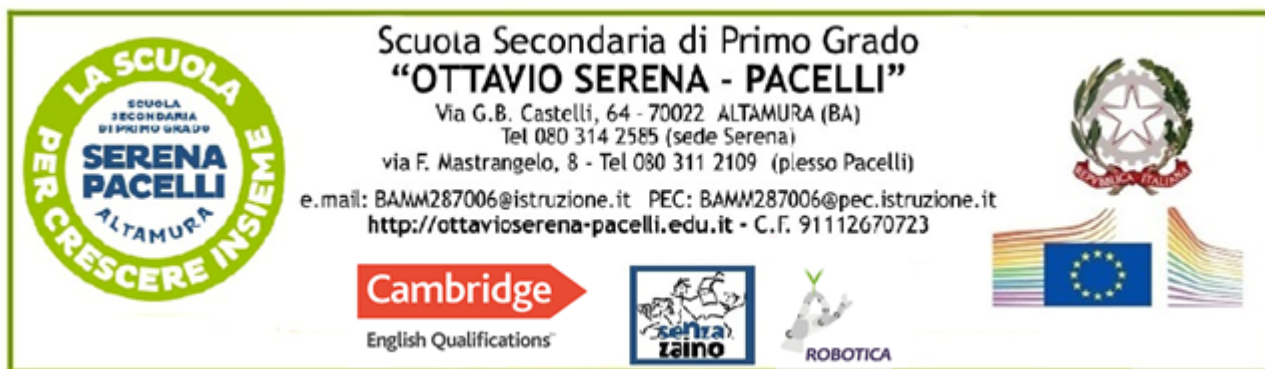 LA SCUOLA
PER CRESCERE INSIEME
SCUOLA
SECONDARIA
DI PRIMO GRADO
SERENA
PACELLI
ALTAMURA
Scuola Secondaria di Primo Grado
“OTTAVIO SERENA - PACELLI”
Via G.B. Castelli, 64 - 70022 ALTAMURA (BA)
Tel 080 314 2585 (sede Serena)
via F. Mastrangelo, 8 - Tel 080 311 2109 (plesso Pacelli)
e.mail: BAMM287006@istruzione.it PEC: BAMM287006@pec.istruzione.it
http://ottavioserena-pacelli.edu.it - C.F. 91112670723
REPVBBLICA ITALIANA
Cambridge
English Qualifications
senza
zaino
ROBOTICA